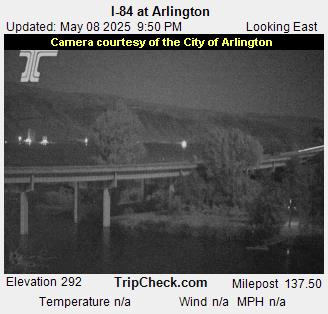 I-84 at Arlington
Updated: May 08 2025 9:50 PM Looking East
Camera courtesy of the City of Arlington
Elevation 292 TripCheck.com Milepost 137.50
Temperature n/a Wind n/a MPH n/a